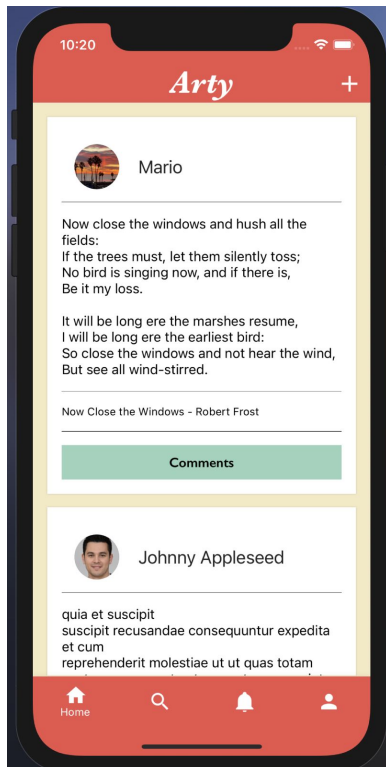 10:20
Arty
+
Mario
Now close the windows and hush all the
fields:
If the trees must, let them silently toss;
No bird is singing now, and if there is,
Be it my loss.
It will be long ere the marshes resume,
I will be long ere the earliest bird:
So close the windows and not hear the wind,
But see all wind-stirred.
Now Close the Windows - Robert Frost
Comments
Johnny Appleseed
quia et suscipit
suscipit recusandae consequuntur expedita
et cum
reprehenderit molestiae ut ut quas totam
Home